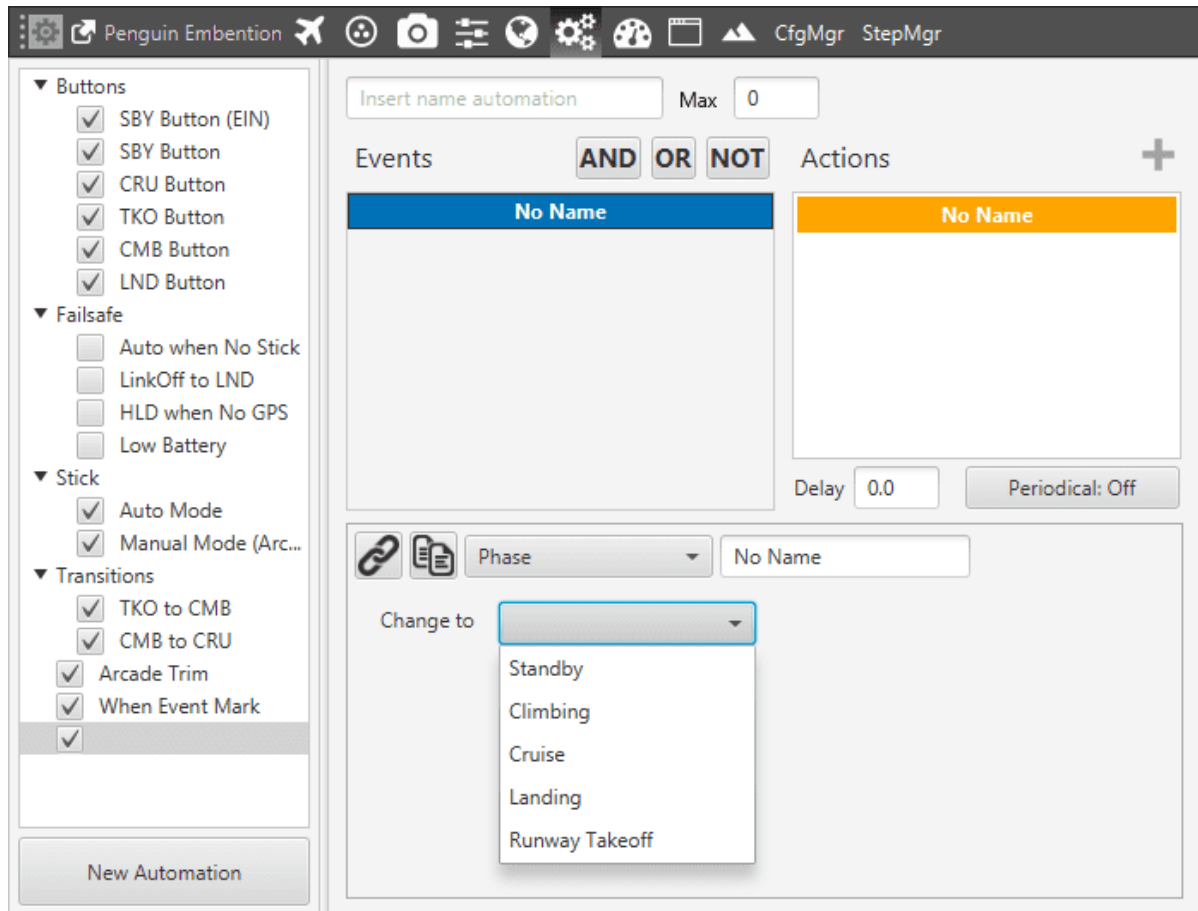 Penguin Embention CfgMgr StepMgr
Buttons
SBY Button (EIN)
SBY Button
CRU Button
TKO Button
CMB Button
LND Button
Failsafe
Auto when No Stick
LinkOff to LND
HLD when No GPS
Low Battery
Stick
Auto Mode
Manual Mode (Arc...
Transitions
TKO to CMB
CMB to CRU
Arcade Trim
When Event Mark
New Automation
Insert name automation Max 0
Events AND OR NOT Actions
No Name No Name
Delay 0.0 Periodical: Off
Phase No Name
Change to
Standby
Climbing
Cruise
Landing
Runway Takeoff